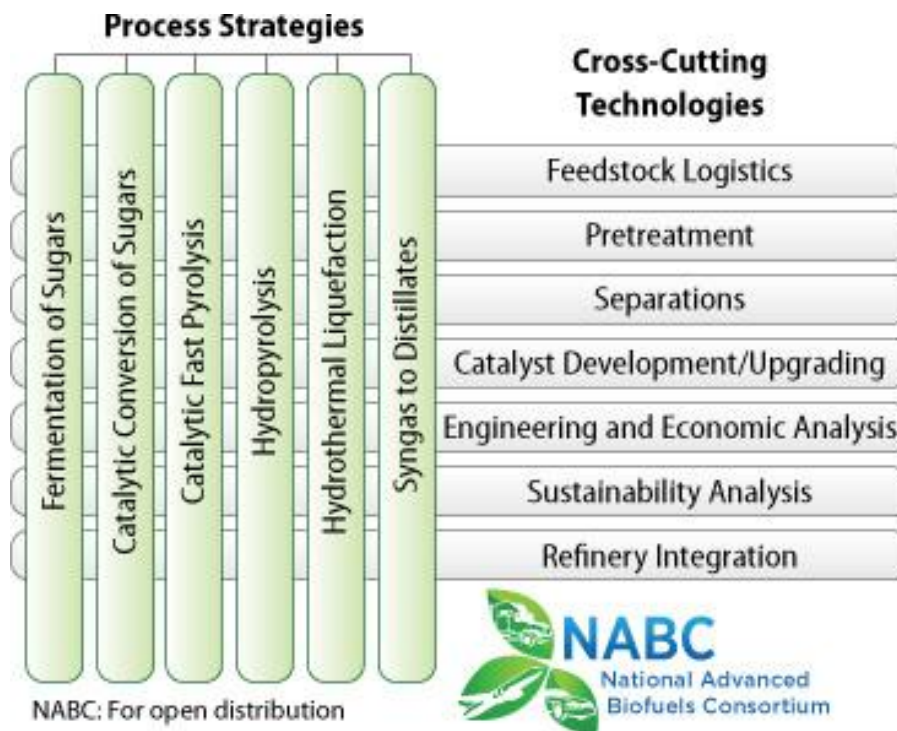 Process Strategies
Cross-Cutting
Technologies
Fermentation of Sugars
Catalytic Conversion of Sugars
Catalytic Fast Pyrolysis
Hydropyrolysis
Hydrothermal Liquefaction
Syngas to Distillates
Feedstock Logistics
Pretreatment
Separations
Catalyst Development/Upgrading
Engineering and Economic Analysis
Sustainability Analysis
Refinery Integration
NABC
National Advanced
Biofuels Consortium
NABC: For open distribution